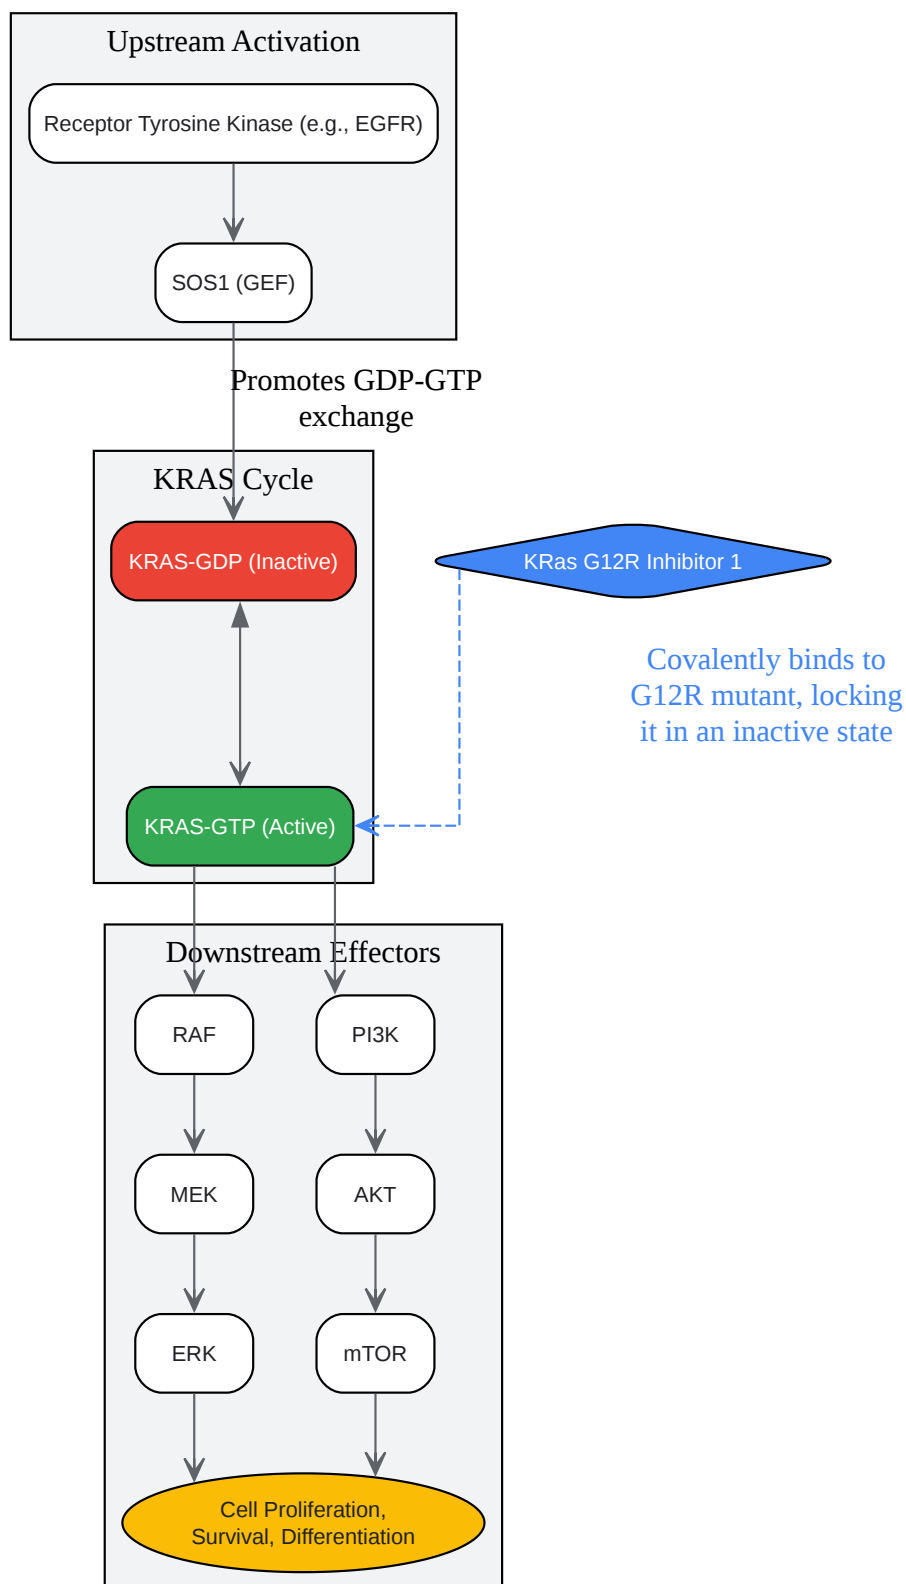 Upstream Activation
Receptor Tyrosine Kinase (e.g., EGFR)
SOS1 (GEF)
Promotes GDP-GTP
exchange
KRAS Cycle
KRAS-GDP (Inactive)
KRas G12R Inhibitor 1
Covalently binds to
G12R mutant, locking
it in an inactive state
KRAS-GTP (Active)
Downstream Effectors
RAF
PI3K
MEK
AKT
ERK
mTOR
Cell Proliferation,
Survival, Differentiation